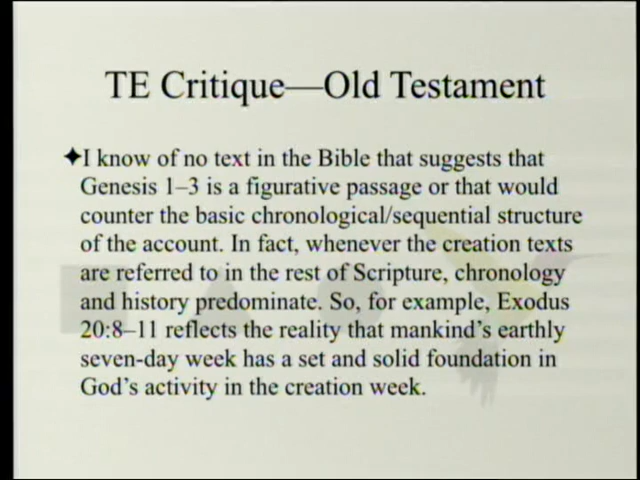 TE Critique—Old Testament
✦I know of no text in the Bible that suggests that
Genesis 1–3 is a figurative passage or that would
counter the basic chronological/sequential structure
of the account. In fact, whenever the creation texts
are referred to in the rest of Scripture, chronology
and history predominate. So, for example, Exodus
20:8–11 reflects the reality that mankind’s earthly
seven-day week has a set and solid foundation in
God’s activity in the creation week.